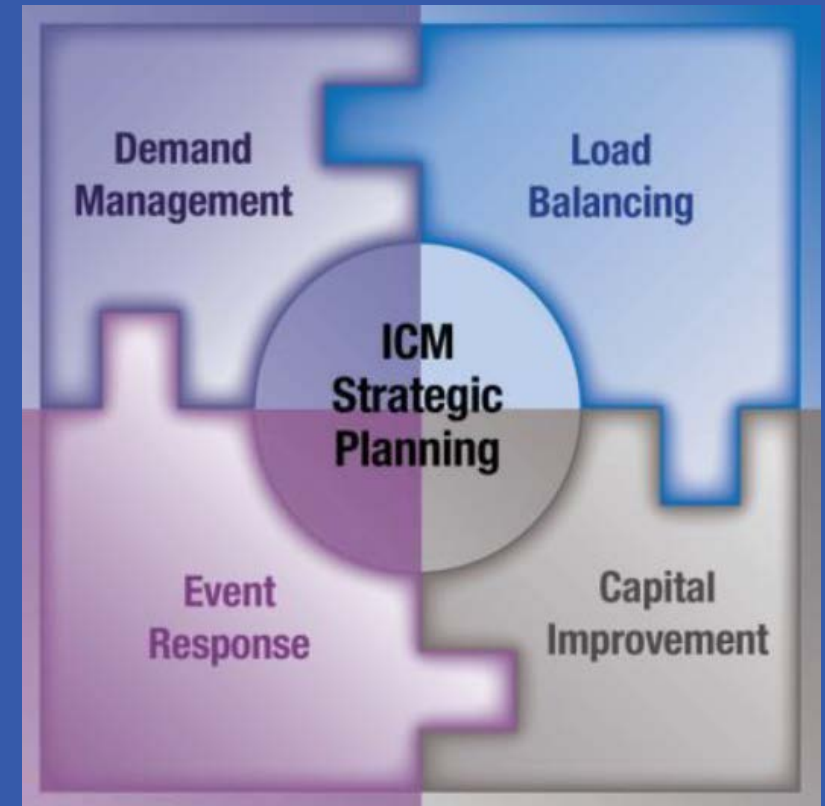 Demand
Management
Load
Balancing
ICM
Strategic
Planning
Event
Response
Capital
Improvement